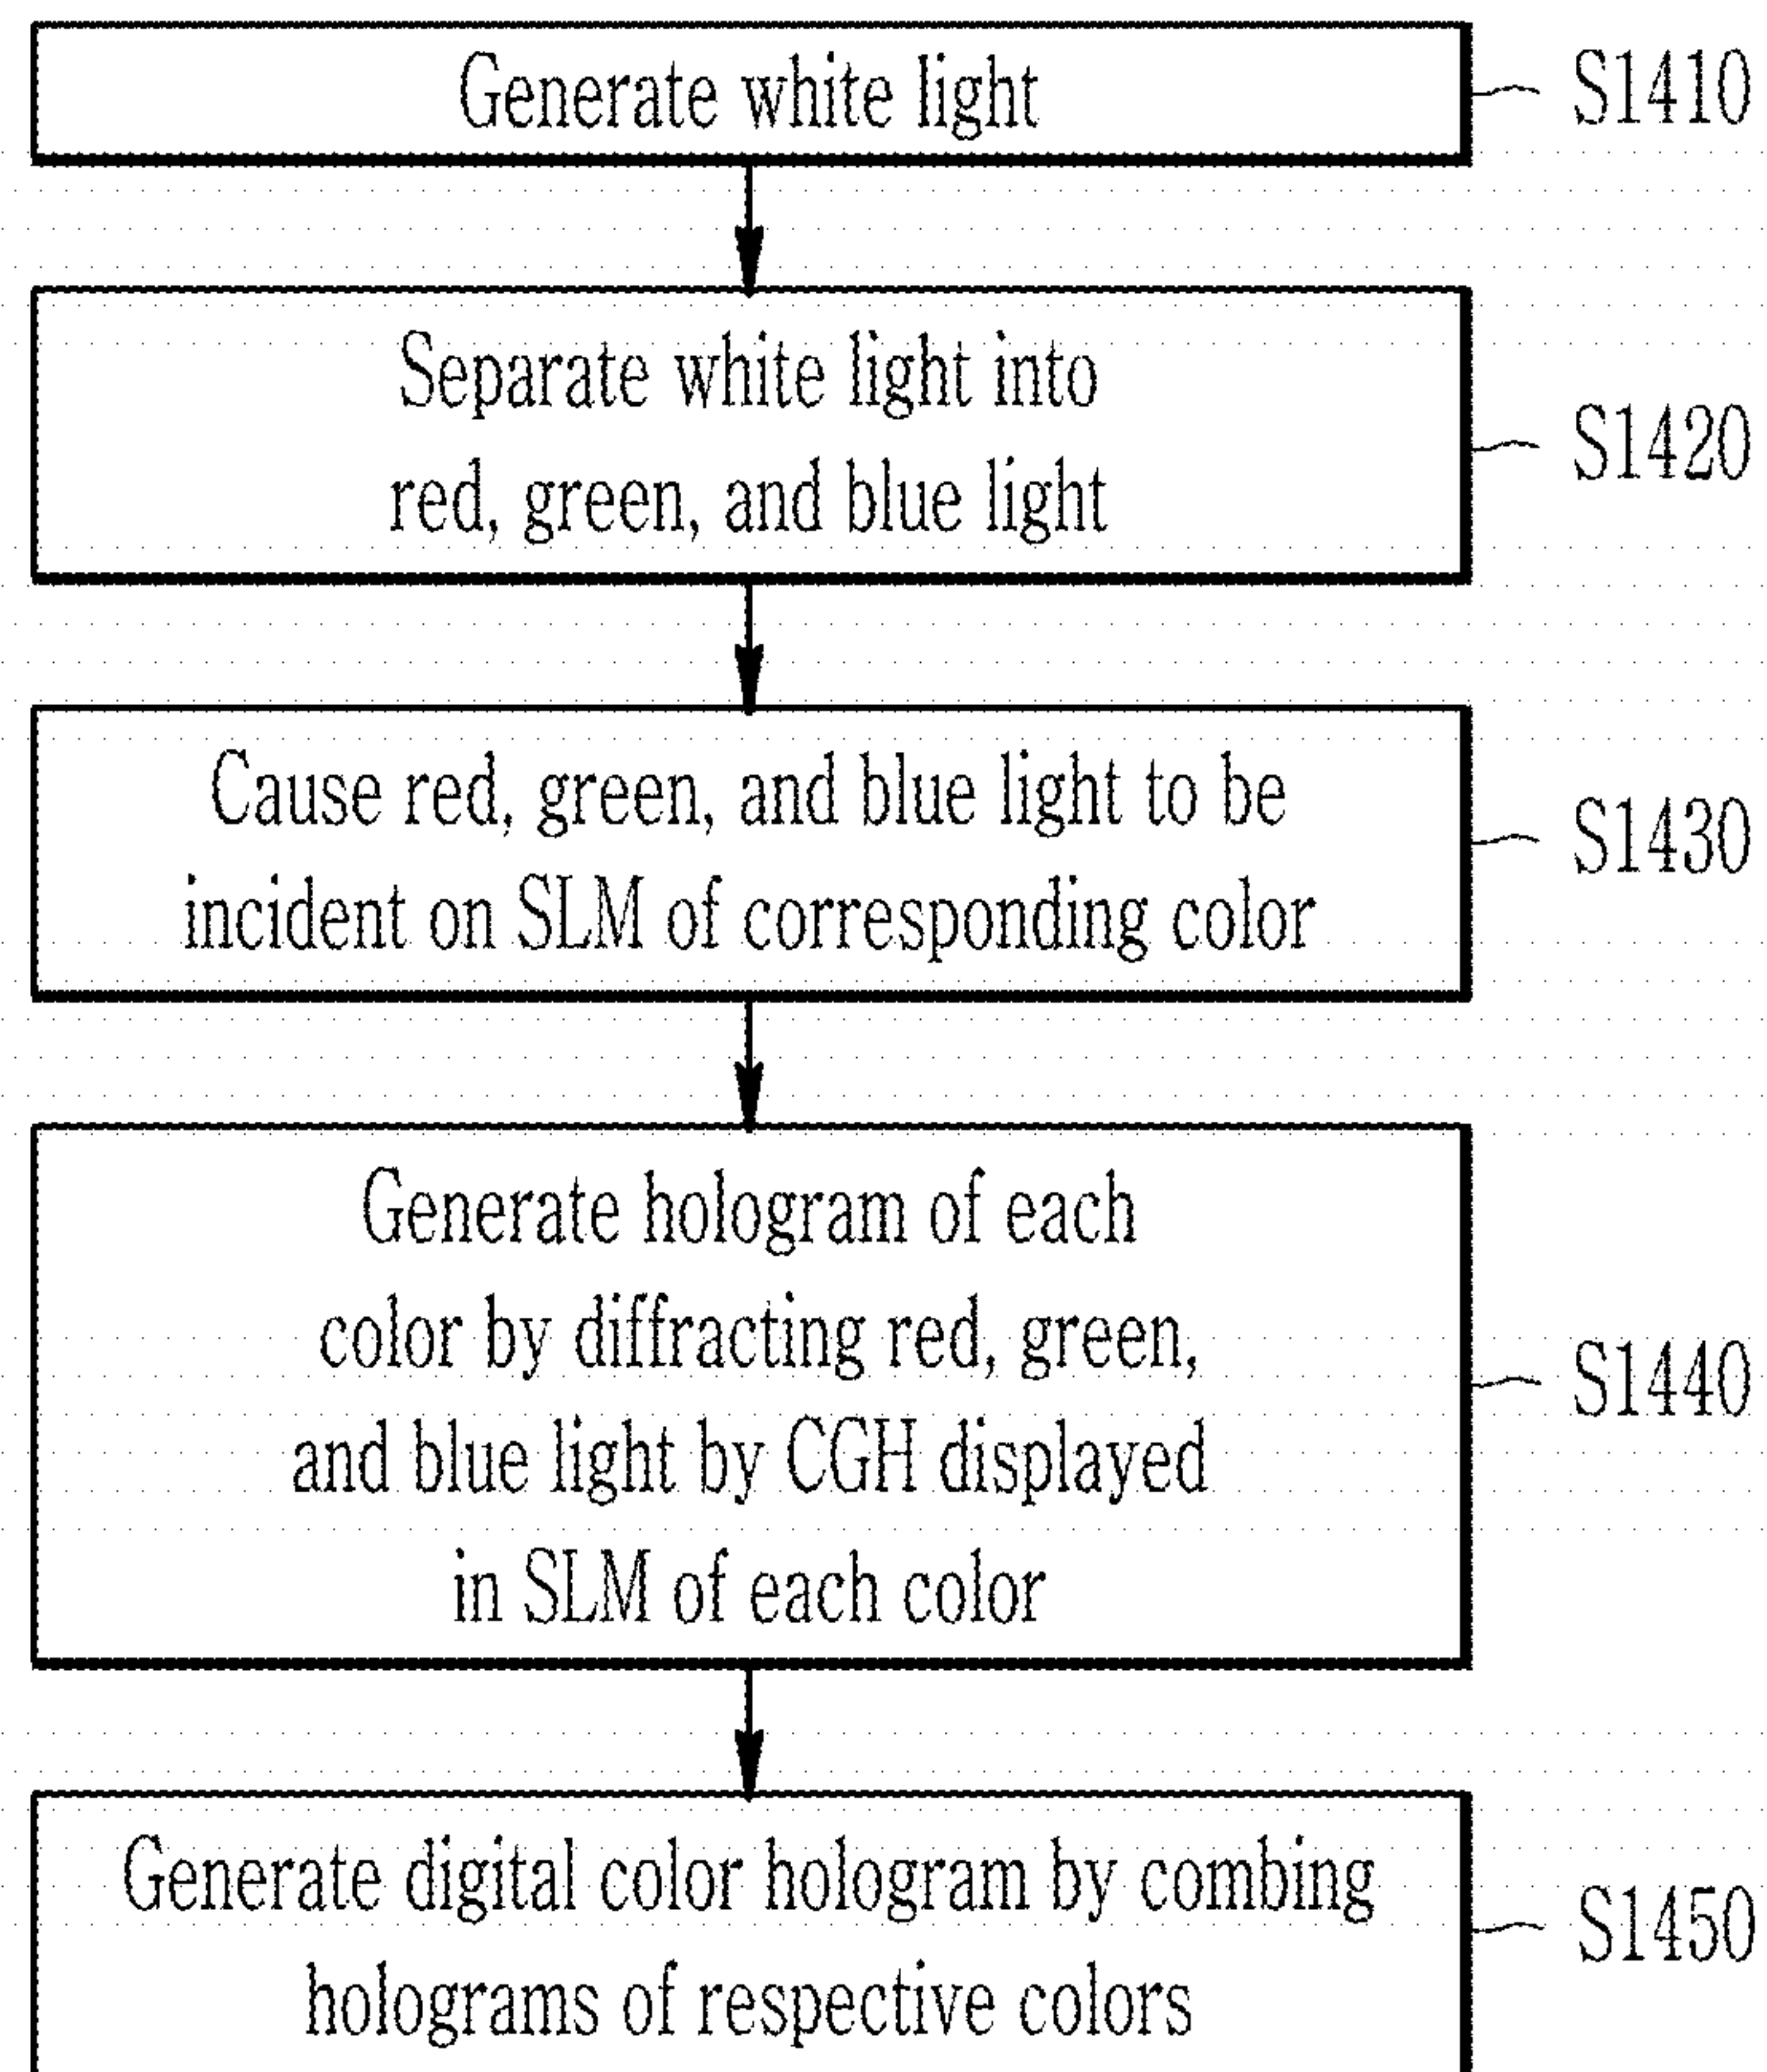 Generate white light
S1410
Separate white light into
red, green, and blue light
S1420
Cause red, green, and blue light to be
incident on SLM of corresponding color
S1430
Generate hologram of each
color by diffracting red, green,
and blue light by CGH displayed
in SLM of each color
S1440
Generate digital color hologram by combing
holograms of respective colors
S1450